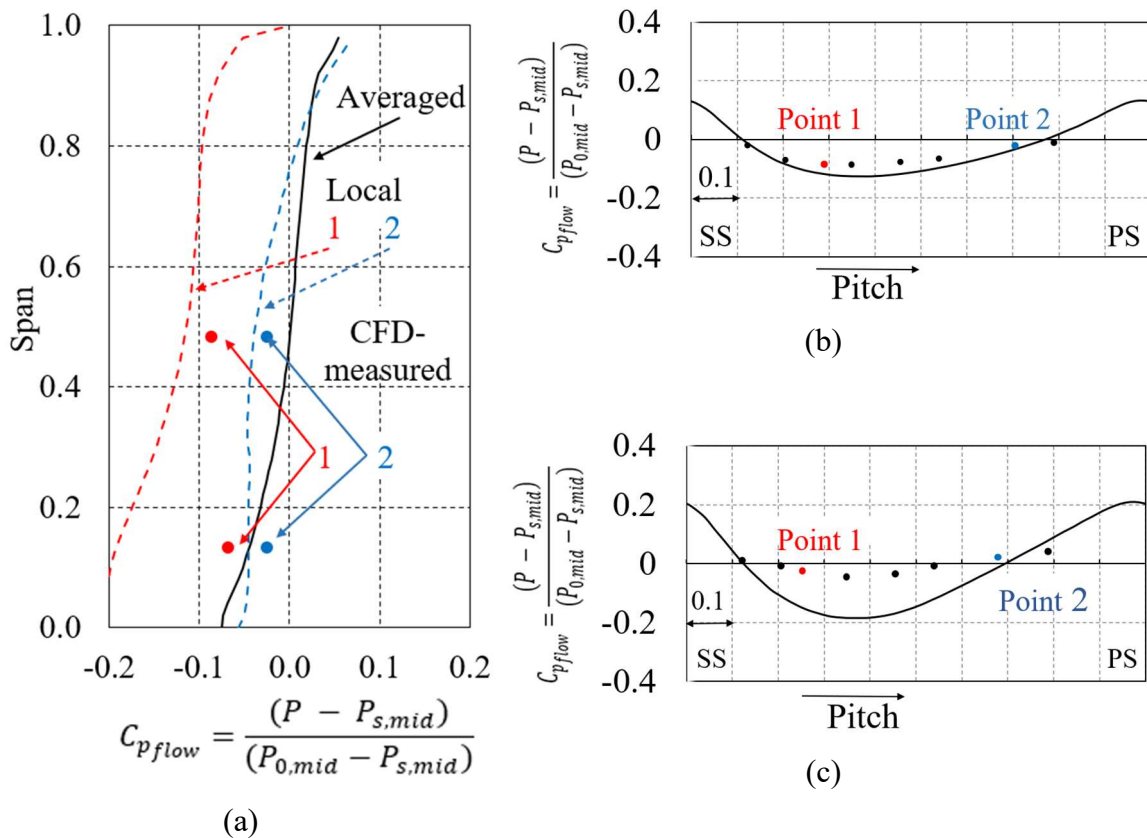 1.0
0.8
0.6
0.4
0.2
0.0
Span
Averaged
Local
1 2
CFD-
measured
1 2
-0.2 -0.1 0.0 0.1 0.2
C_{p_{flow}} = (P - P_{s,mid}) / (P_{0,mid} - P_{s,mid})
(a)
C_{p_{flow}} = (P - P_{s,mid}) / (P_{0,mid} - P_{s,mid})
0.4
0.2
0
-0.2
-0.4
Point 1
Point 2
0.1
SS
PS
Pitch
(b)
C_{p_{flow}} = (P - P_{s,mid}) / (P_{0,mid} - P_{s,mid})
0.4
0.2
0
-0.2
-0.4
Point 1
Point 2
0.1
SS
PS
Pitch
(c)